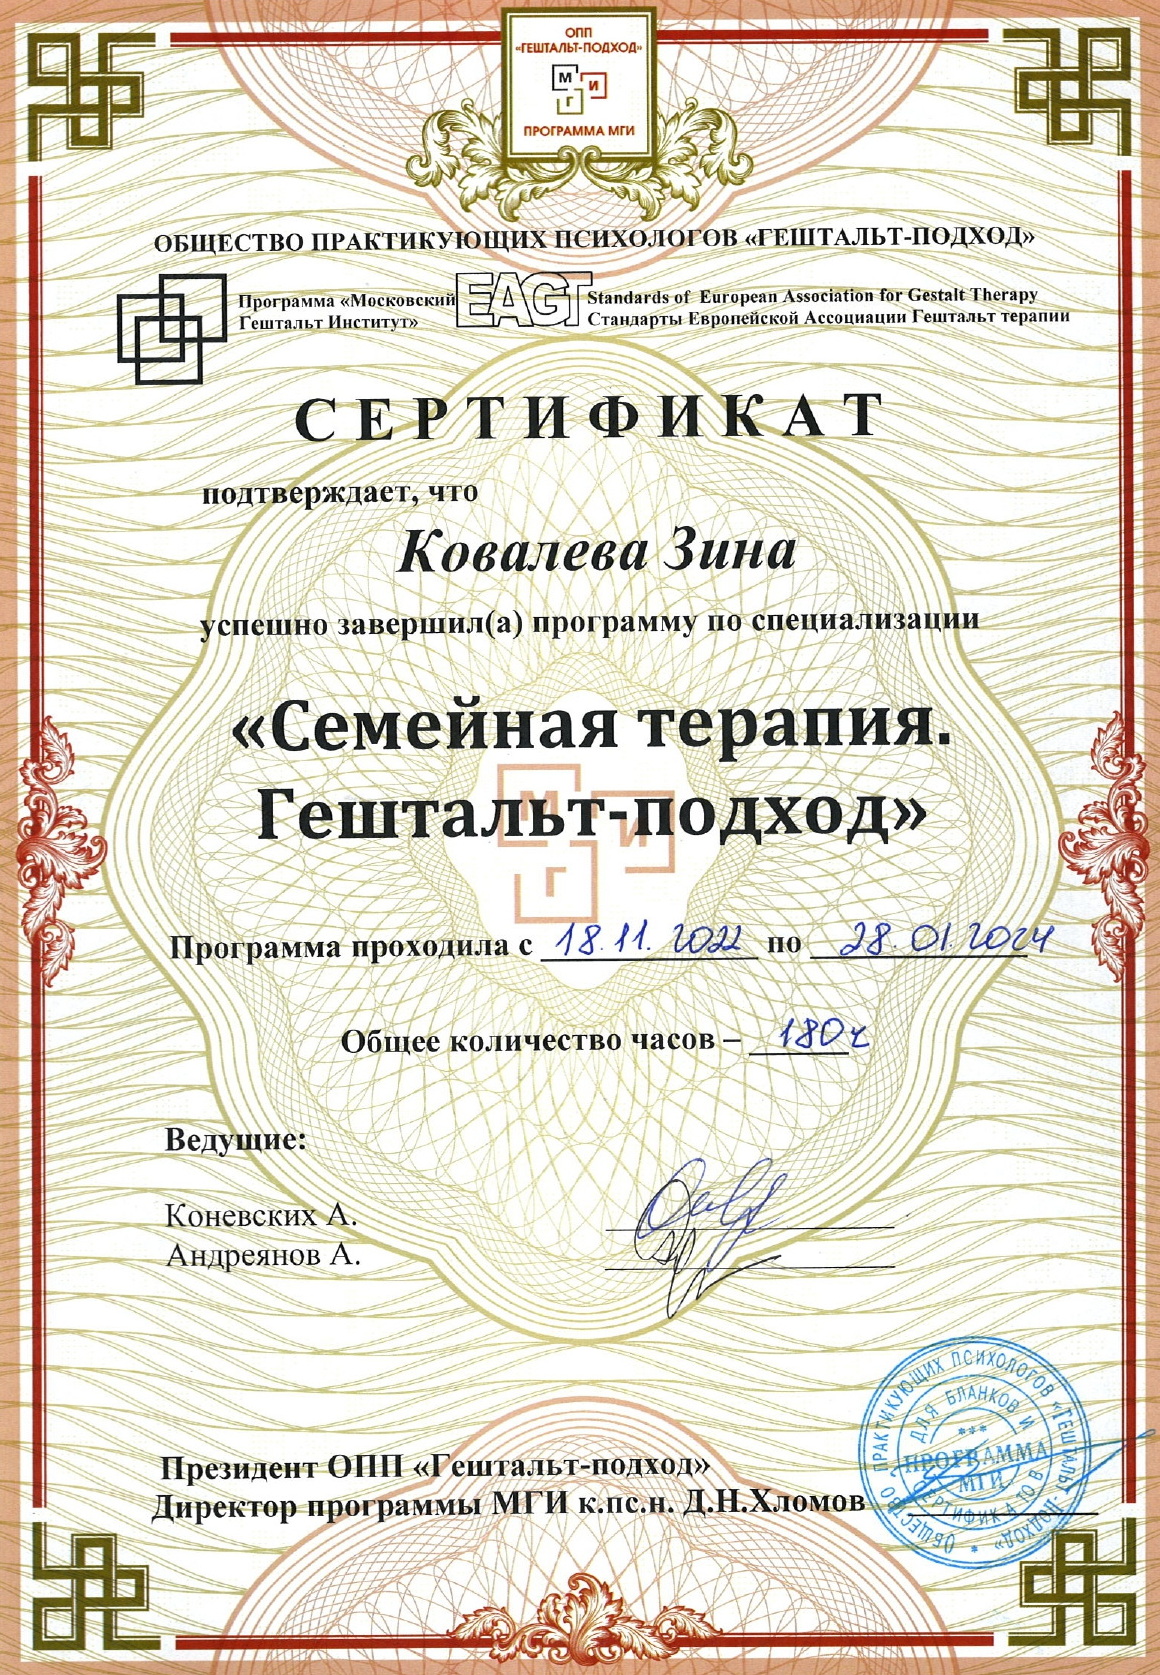 ОПП
«ГЕШТАЛЬТ-ПОДХОД»
М
И
Г
ПРОГРАММА МГИ
ОБЩЕСТВО ПРАКТИКУЮЩИХ ПСИХОЛОГОВ «ГЕШТАЛЬТ-ПОДХОД»
Программа «Московский
Гештальт Институт»
EAGT
Standards of European Association for Gestalt Therapy
Стандарты Европейской Ассоциации Гештальт терапии
СЕРТИФИКАТ
подтверждает, что
Ковалева Зина
успешно завершил(а) программу по специализации
«Семейная терапия.
Гештальт-подход»
М
И
Г
Программа проходила с 18.11.2022 по 28.01.2024
Общее количество часов – 180ч
Ведущие:
Коневских А.
Андреянов А.
Президент ОПП «Гештальт-подход»
Директор программы МГИ к.пс.н. Д.Н.Хломов
ОБЩЕСТВО ПРАКТИКУЮЩИХ ПСИХОЛОГОВ «ГЕШТАЛЬТ-ПОДХОД» *
ДЛЯ БЛАНКОВ И СЕРТИФИКАТОВ
***
ПРОГРАММА
МГИ